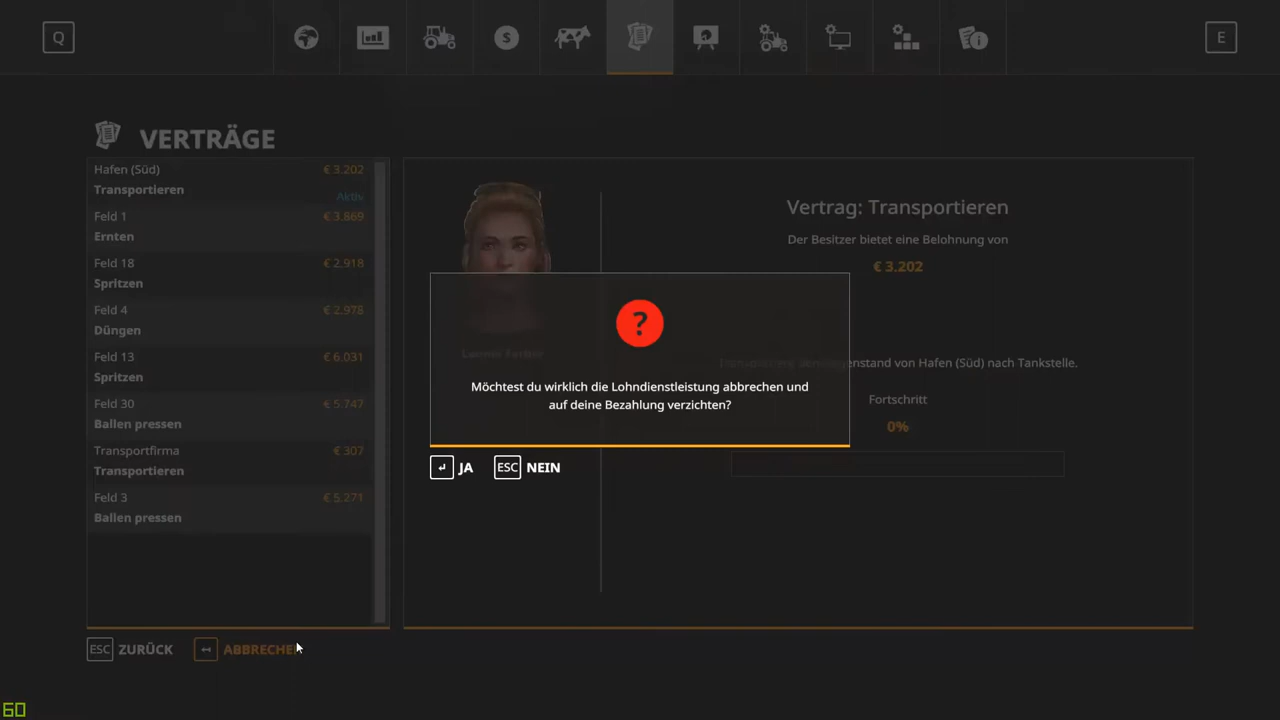 Q
S
E
VERTRÄGE
Hafen (Süd) € 3.202
Transportieren
Aktiv
Feld 1 € 3.869
Ernten
Feld 18 € 2.918
Spritzen
Feld 4 € 2.978
Düngen
Feld 13 € 6.031
Spritzen
Feld 30 € 5.747
Ballen pressen
Transportfirma € 307
Transportieren
Feld 3 € 5.271
Ballen pressen
Vertrag: Transportieren
Der Besitzer bietet eine Belohnung von
€ 3.202
von Hafen (Süd) nach Tankstelle.
Fortschritt
0%
?
Möchtest du wirklich die Lohndienstleistung abbrechen und
auf deine Bezahlung verzichten?
JA ESC NEIN
ESC ZURÜCK ABBRECHEN
60